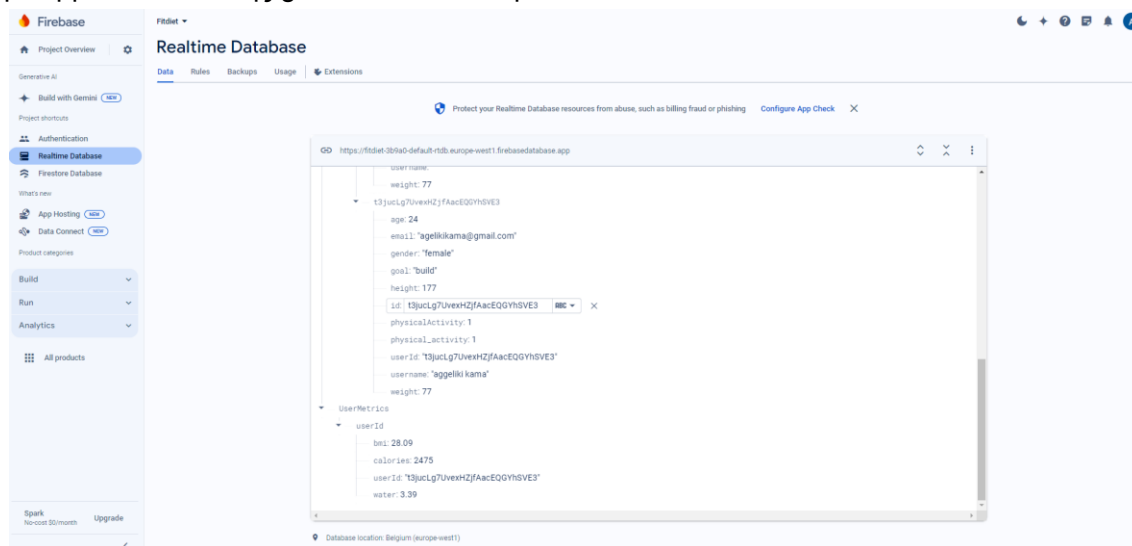 Firebase
Fitdiet
Project Overview
Realtime Database
Data Rules Backups Usage Extensions
Generative AI
Build with Gemini NEW
Project shortcuts
Authentication
Realtime Database
Firestore Database
What's new
App Hosting NEW
Data Connect NEW
Product categories
Build
Run
Analytics
All products
Spark
No-cost $0/month
Upgrade
Protect your Realtime Database resources from abuse, such as billing fraud or phishing Configure App Check
https://fitdiet-3b9a0-default-rtdb.europe-west1.firebasedatabase.app
username:
weight: 77
t3jucLg7UvexHZjfAacEQGYhSVE3
age: 24
email: "agelikikama@gmail.com"
gender: "female"
goal: "build"
height: 177
id: t3jucLg7UvexHZjfAacEQGYhSVE3 ABC
physicalActivity: 1
physical_activity: 1
userId: "t3jucLg7UvexHZjfAacEQGYhSVE3"
username: "aggeliki kama"
weight: 77
UserMetrics
userId
bmi: 28.09
calories: 2475
userId: "t3jucLg7UvexHZjfAacEQGYhSVE3"
water: 3.39
Database location: Belgium (europe-west1)